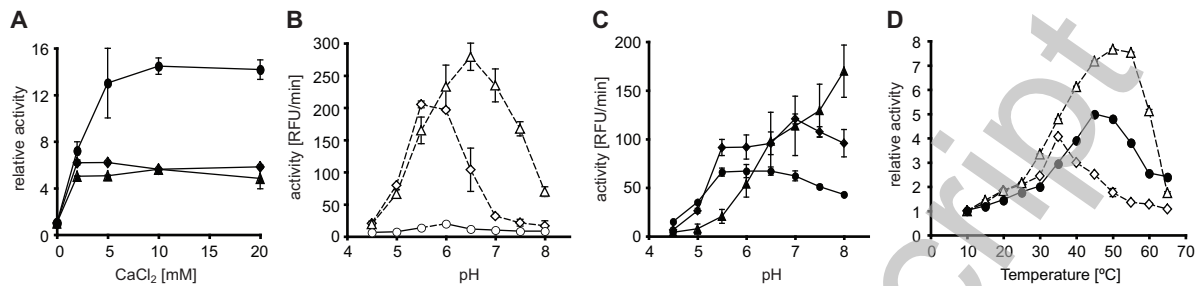 A
relative activity
16
12
8
4
0
0 5 10 15 20
CaCl₂ [mM]
B
activity [RFU/min]
300
250
200
150
100
50
0
4 5 6 7 8
pH
C
activity [RFU/min]
200
150
100
50
0
4 5 6 7 8
pH
D
relative activity
8
7
6
5
4
3
2
1
0
0 10 20 30 40 50 60 70
Temperature [ºC]
cript